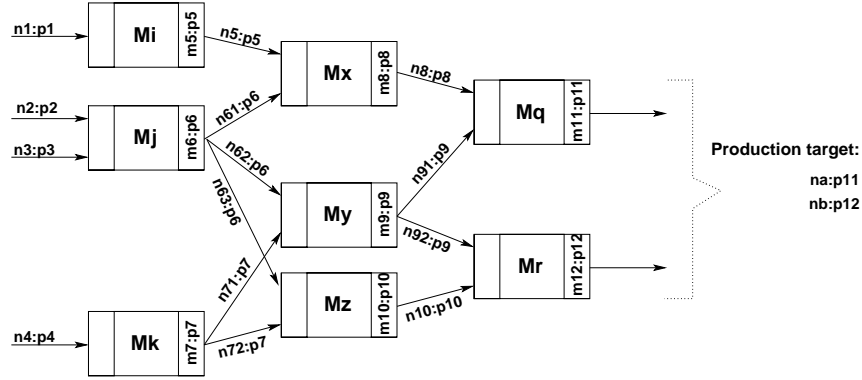 n1:p1
Mi
m5:p5
n5:p5
Mx
m8:p8
n8:p8
n2:p2
n3:p3
Mj
m6:p6
n61:p6
n62:p6
n63:p6
Mq
m11:p11
n91:p9
My
m9:p9
n92:p9
n71:p7
Mr
m12:p12
Mz
m10:p10
n10:p10
n4:p4
Mk
m7:p7
n72:p7
Production target:
na:p11
nb:p12